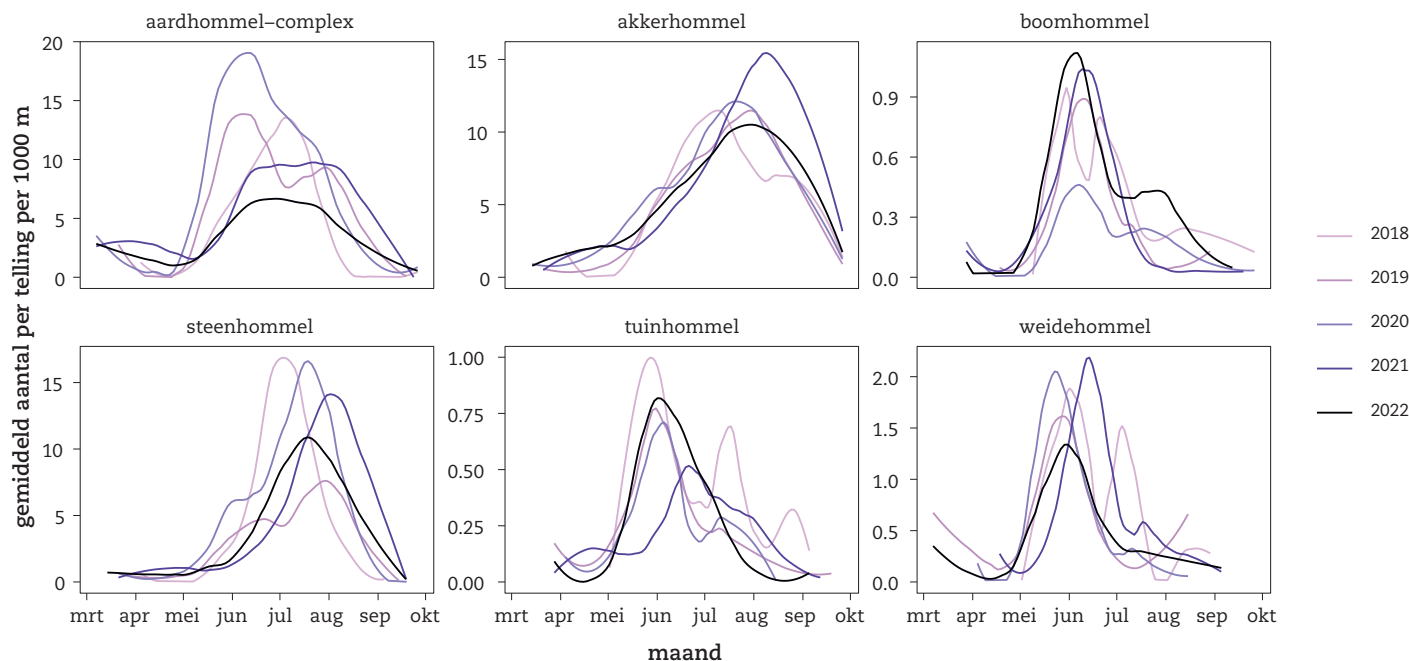 aardhommel–complex
akkerhommel
boomhommel
20
15
10
5
0
15
10
5
0
0.9
0.6
0.3
0.0
gemiddeld aantal per telling per 1000 m
steenhommel
tuinhommel
weidehommel
15
10
5
0
1.00
0.75
0.50
0.25
0.00
2.0
1.5
1.0
0.5
0.0
mrt apr mei jun jul aug sep okt
mrt apr mei jun jul aug sep okt
mrt apr mei jun jul aug sep okt
maand
2018
2019
2020
2021
2022